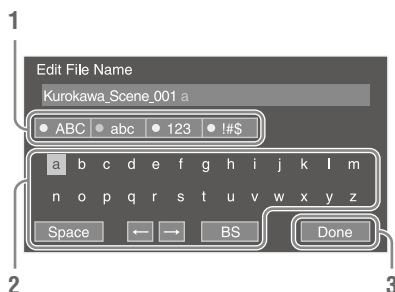 1
Edit File Name
Kurokawa_Scene_001 a
ABC abc 123 !#$
a b c d e f g h i j k l m
n o p q r s t u v w x y z
Space ← → BS Done
2 3